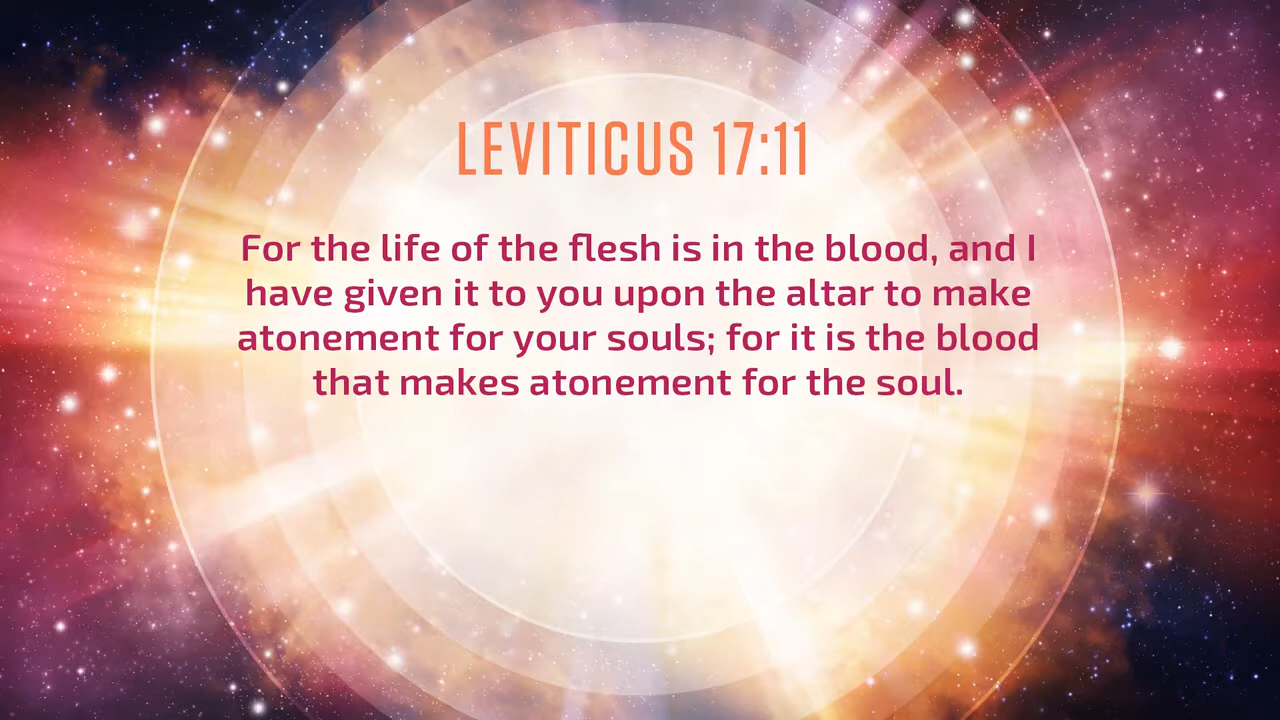 LEVITICUS 17:11
For the life of the flesh is in the blood, and I
have given it to you upon the altar to make
atonement for your souls; for it is the blood
that makes atonement for the soul.